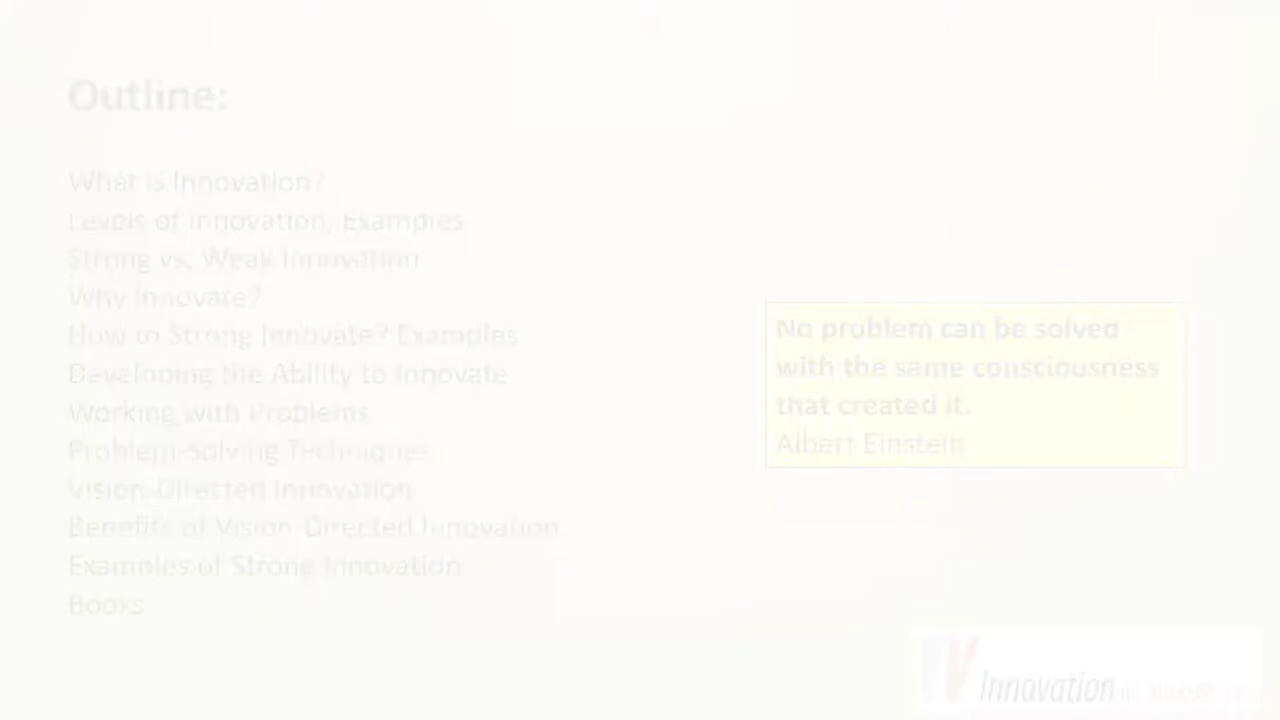 Outline:
What is Innovation?
Levels of Innovation, Examples
Strong vs. Weak Innovation
Why Innovate?
How to Strong Innovate? Examples
Developing the Ability to Innovate
Working with Problems
Problem-Solving Techniques
Vision-Directed Innovation
Benefits of Vision-Directed Innovation
Examples of Strong Innovation
Books
No problem can be solved
with the same consciousness
that created it.
Albert Einstein
Innovation